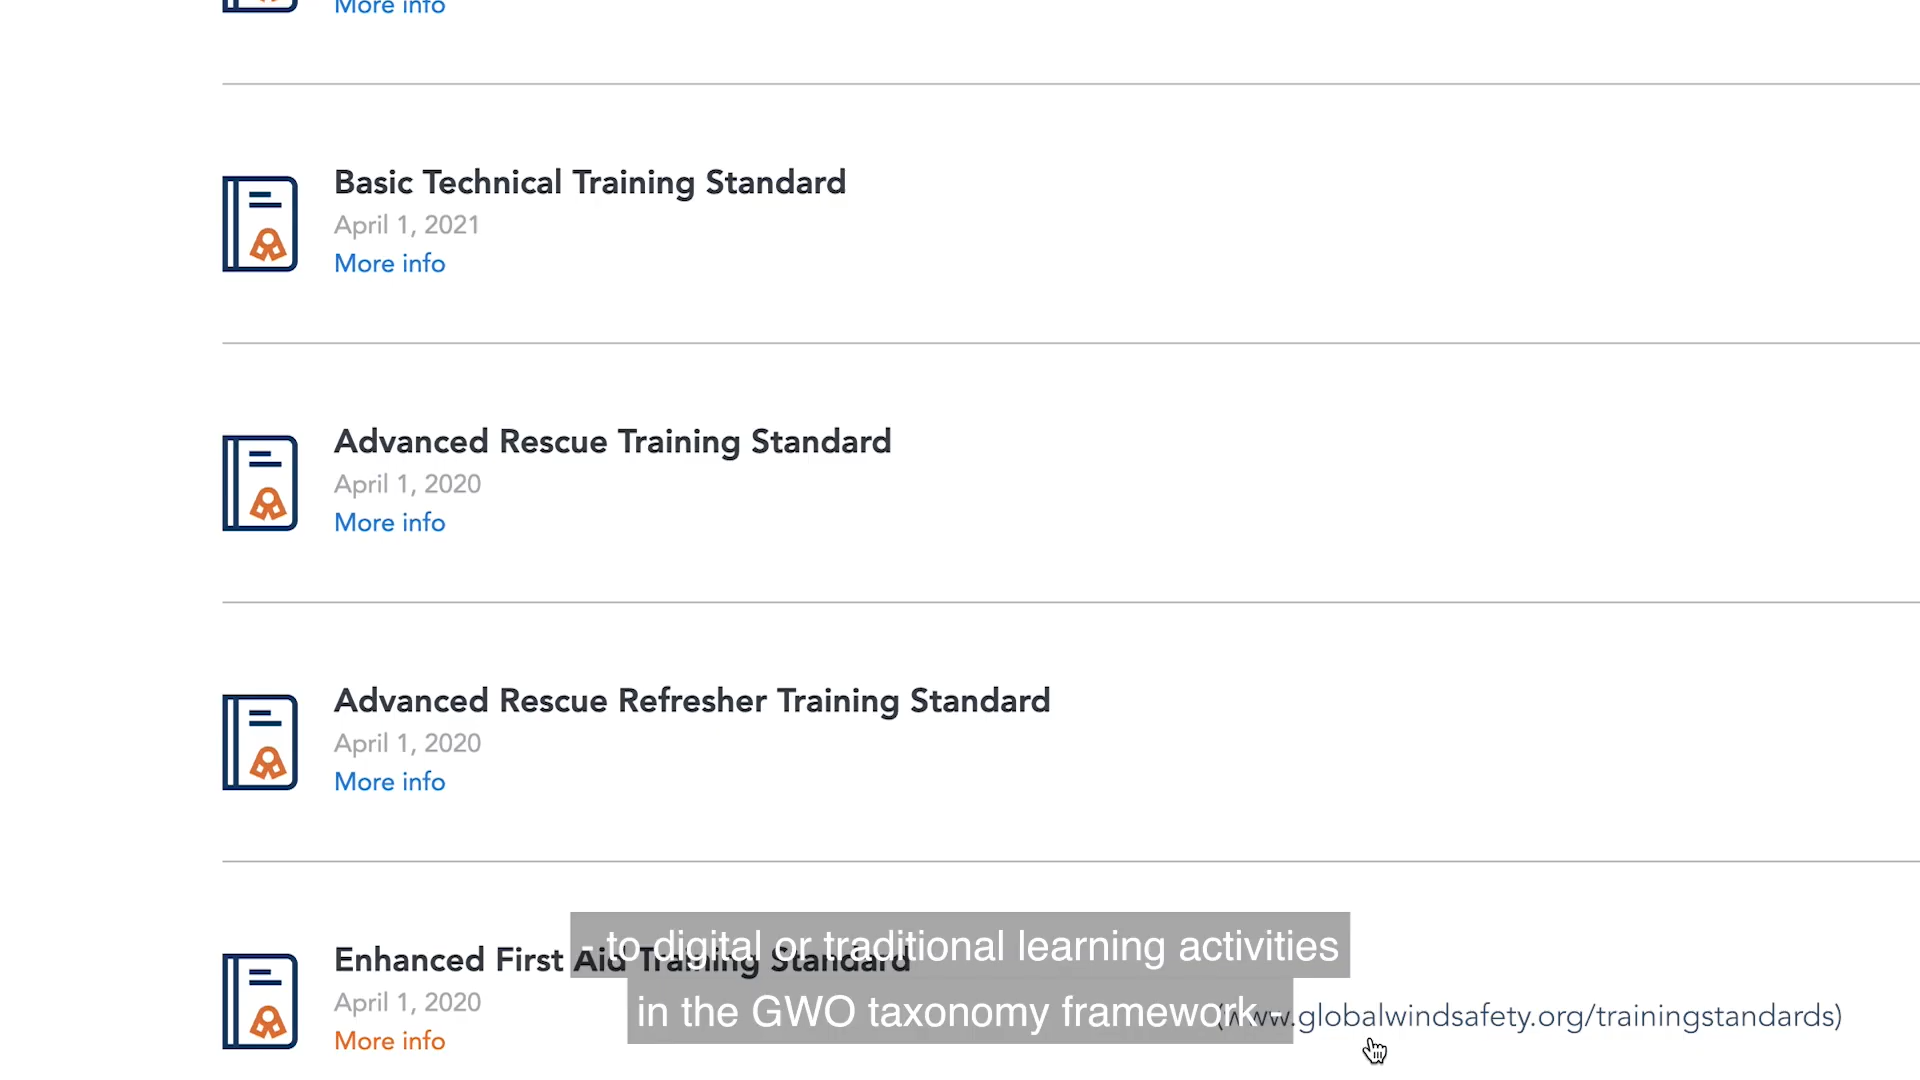 More info
Basic Technical Training Standard
April 1, 2021
More info
Advanced Rescue Training Standard
April 1, 2020
More info
Advanced Rescue Refresher Training Standard
April 1, 2020
More info
Enhanced First Aid Training Standard
April 1, 2020
More info
- to digital or traditional learning activities
in the GWO taxonomy framework -
(www.globalwindsafety.org/trainingstandards)